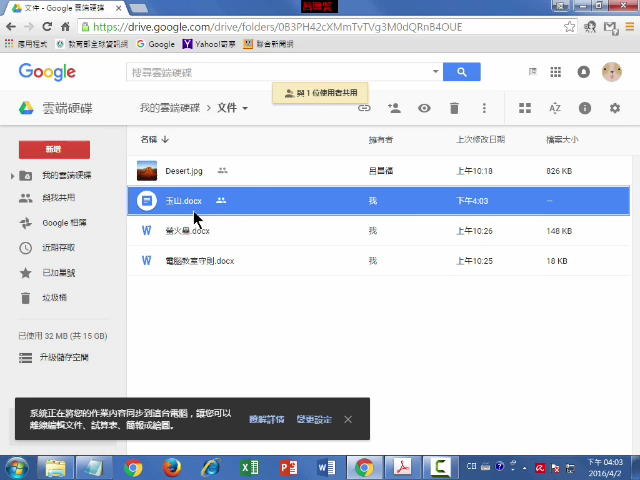 呂聰賢
文件 - Google 雲端硬碟
https://drive.google.com/drive/folders/0B3PH42cXMmTvTVg3M0dQRnB4OUE
應用程式 教育部全球資訊網 Google Yahoo!奇摩 聯合新聞網
Google 搜尋雲端硬碟
與 1 位使用者共用
雲端硬碟 我的雲端硬碟 文件
新增
我的雲端硬碟
與我共用
Google 相簿
近期存取
已加星號
垃圾桶
已使用 32 MB (共 15 GB)
升級儲存空間
名稱 擁有者 上次修改日期 檔案大小
Desert.jpg 呂昌福 上午10:18 826 KB
玉山.docx 我 下午4:03 —
螢火蟲.docx 我 上午10:26 148 KB
電腦教室守則.docx 我 上午10:25 18 KB
系統正在將您的作業內容同步到這台電腦，讓您可以
離線編輯文件、試算表、簡報或繪圖。
瞭解詳情 變更設定
CH
下午 04:03
2016/4/2